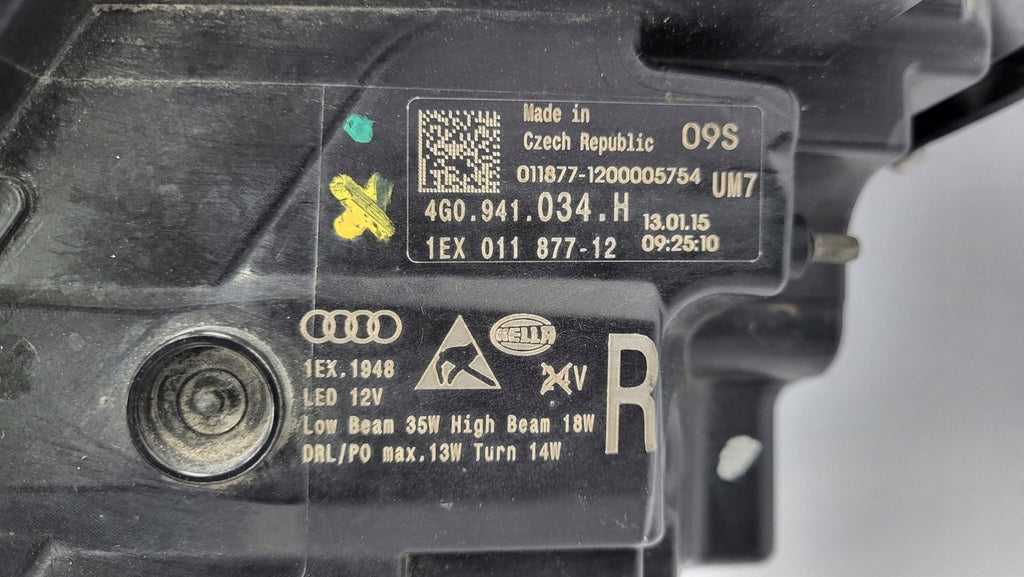 Made in
Czech Republic 09S
011877-1200005754 UM7
4G0.941.034.H 13.01.15
1EX 011 877-12 09:25:10
HELLA
1EX.1948 V
LED 12V R
Low Beam 35W High Beam 18W
DRL/PO max.13W Turn 14W